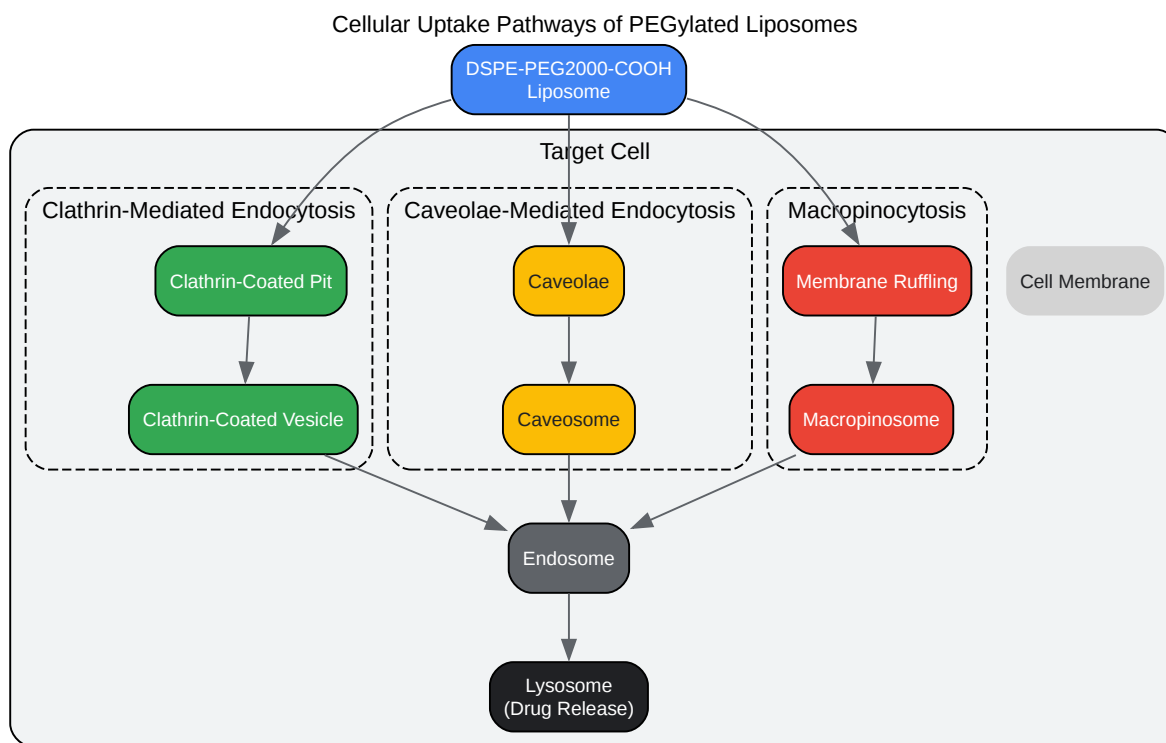 Cellular Uptake Pathways of PEGylated Liposomes
DSPE-PEG2000-COOH
Liposome
Target Cell
Clathrin-Mediated Endocytosis
Caveolae-Mediated Endocytosis
Macropinocytosis
Clathrin-Coated Pit
Caveolae
Membrane Ruffling
Cell Membrane
Clathrin-Coated Vesicle
Caveosome
Macropinosome
Endosome
Lysosome
(Drug Release)